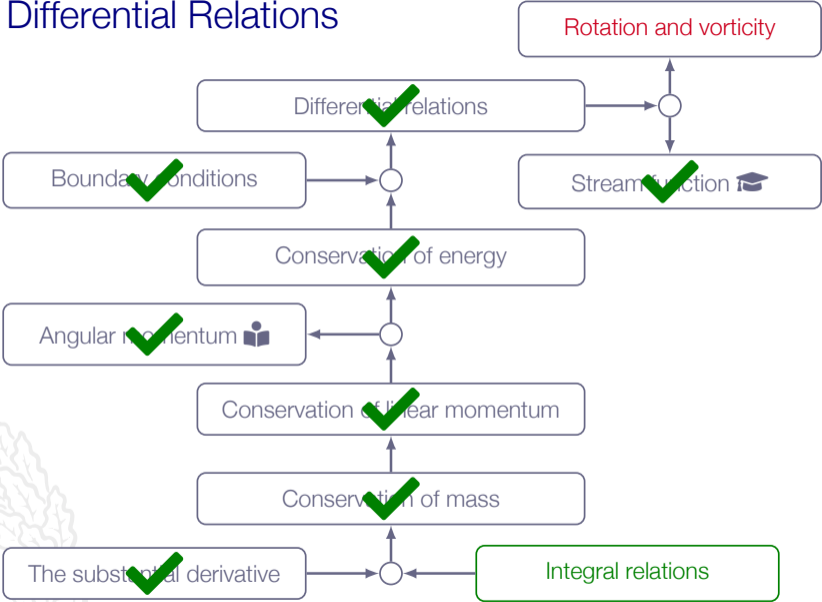 Differential Relations
Rotation and vorticity
Differential relations
Boundary conditions
Stream function
Conservation of energy
Angular momentum
Conservation of linear momentum
Conservation of mass
The substantial derivative
Integral relations